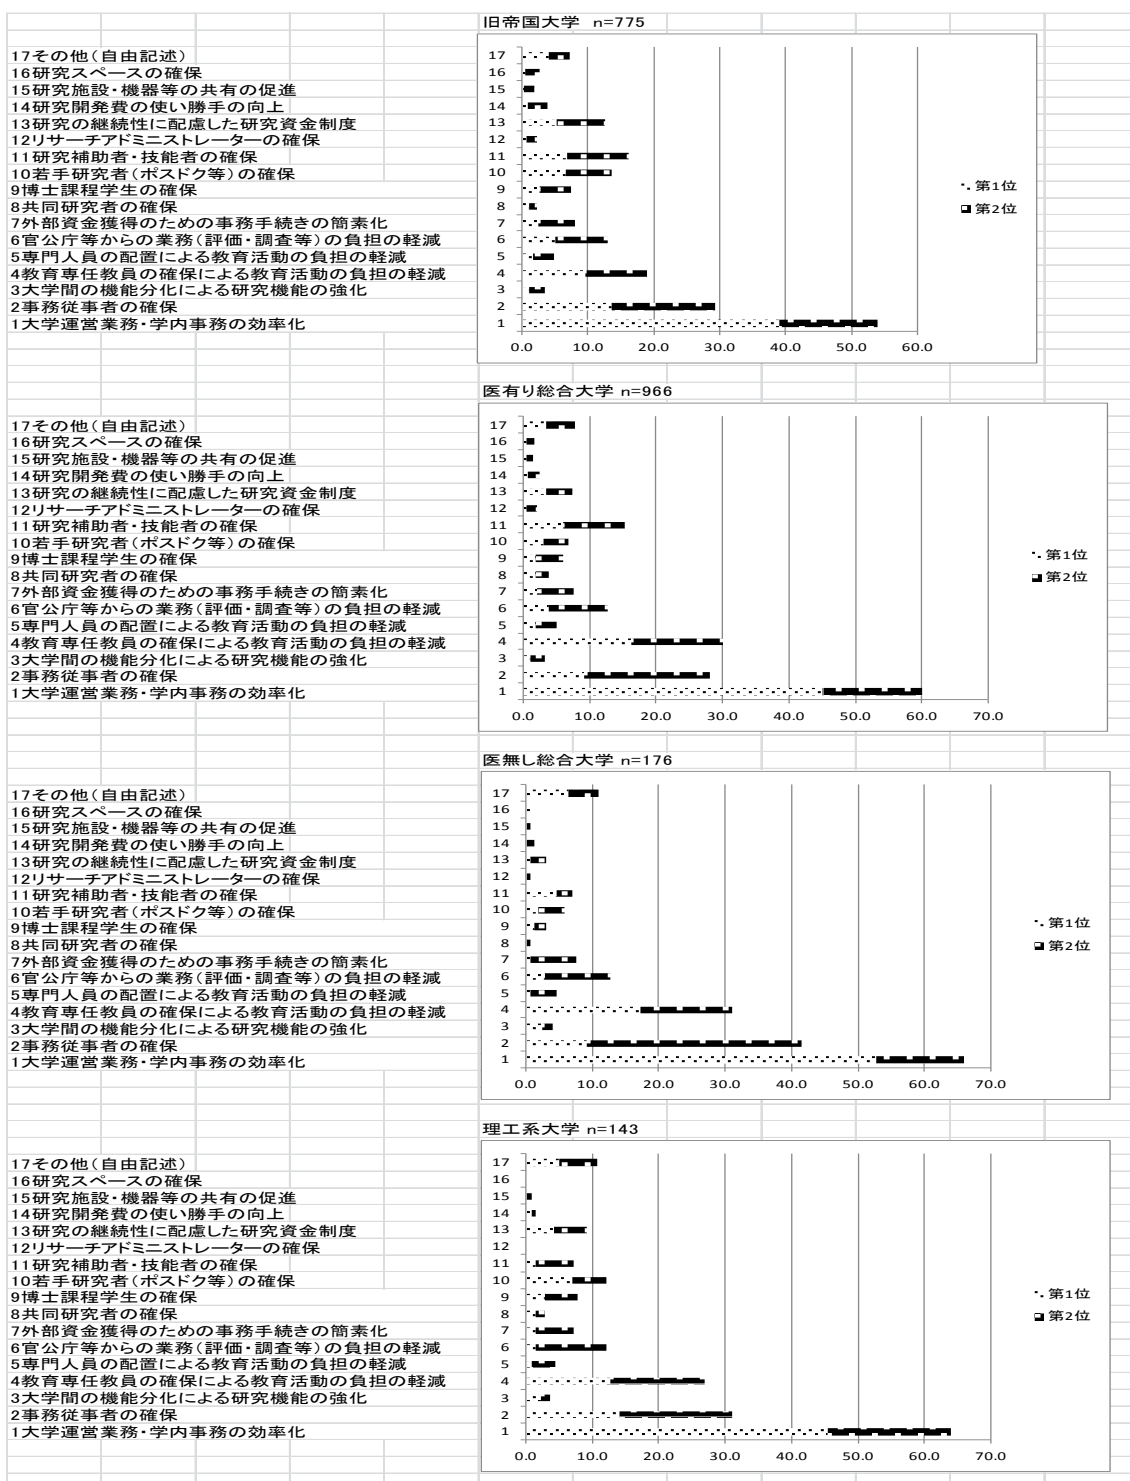 旧帝国大学 n=775
17その他(自由記述)
16研究スペースの確保
15研究施設・機器等の共有の促進
14研究開発費の使い勝手の向上
13研究の継続性に配慮した研究資金制度
12リサーチアドミニストレーターの確保
11研究補助者・技能者の確保
10若手研究者(ポスドク等)の確保
9博士課程学生の確保
8共同研究者の確保
7外部資金獲得のための事務手続きの簡素化
6官公庁等からの業務(評価・調査等)の負担の軽減
5専門人員の配置による教育活動の負担の軽減
4教育専任教員の確保による教育活動の負担の軽減
3大学間の機能分化による研究機能の強化
2事務従事者の確保
1大学運営業務・学内事務の効率化
17
16
15
14
13
12
11
10
9
8
7
6
5
4
3
2
1
0.0 10.0 20.0 30.0 40.0 50.0 60.0
第1位
第2位
医有り総合大学 n=966
17その他(自由記述)
16研究スペースの確保
15研究施設・機器等の共有の促進
14研究開発費の使い勝手の向上
13研究の継続性に配慮した研究資金制度
12リサーチアドミニストレーターの確保
11研究補助者・技能者の確保
10若手研究者(ポスドク等)の確保
9博士課程学生の確保
8共同研究者の確保
7外部資金獲得のための事務手続きの簡素化
6官公庁等からの業務(評価・調査等)の負担の軽減
5専門人員の配置による教育活動の負担の軽減
4教育専任教員の確保による教育活動の負担の軽減
3大学間の機能分化による研究機能の強化
2事務従事者の確保
1大学運営業務・学内事務の効率化
17
16
15
14
13
12
11
10
9
8
7
6
5
4
3
2
1
0.0 10.0 20.0 30.0 40.0 50.0 60.0 70.0
第1位
第2位
医無し総合大学 n=176
17その他(自由記述)
16研究スペースの確保
15研究施設・機器等の共有の促進
14研究開発費の使い勝手の向上
13研究の継続性に配慮した研究資金制度
12リサーチアドミニストレーターの確保
11研究補助者・技能者の確保
10若手研究者(ポスドク等)の確保
9博士課程学生の確保
8共同研究者の確保
7外部資金獲得のための事務手続きの簡素化
6官公庁等からの業務(評価・調査等)の負担の軽減
5専門人員の配置による教育活動の負担の軽減
4教育専任教員の確保による教育活動の負担の軽減
3大学間の機能分化による研究機能の強化
2事務従事者の確保
1大学運営業務・学内事務の効率化
17
16
15
14
13
12
11
10
9
8
7
6
5
4
3
2
1
0.0 10.0 20.0 30.0 40.0 50.0 60.0 70.0
第1位
第2位
理工系大学 n=143
17その他(自由記述)
16研究スペースの確保
15研究施設・機器等の共有の促進
14研究開発費の使い勝手の向上
13研究の継続性に配慮した研究資金制度
12リサーチアドミニストレーターの確保
11研究補助者・技能者の確保
10若手研究者(ポスドク等)の確保
9博士課程学生の確保
8共同研究者の確保
7外部資金獲得のための事務手続きの簡素化
6官公庁等からの業務(評価・調査等)の負担の軽減
5専門人員の配置による教育活動の負担の軽減
4教育専任教員の確保による教育活動の負担の軽減
3大学間の機能分化による研究機能の強化
2事務従事者の確保
1大学運営業務・学内事務の効率化
17
16
15
14
13
12
11
10
9
8
7
6
5
4
3
2
1
0.0 10.0 20.0 30.0 40.0 50.0 60.0 70.0
第1位
第2位